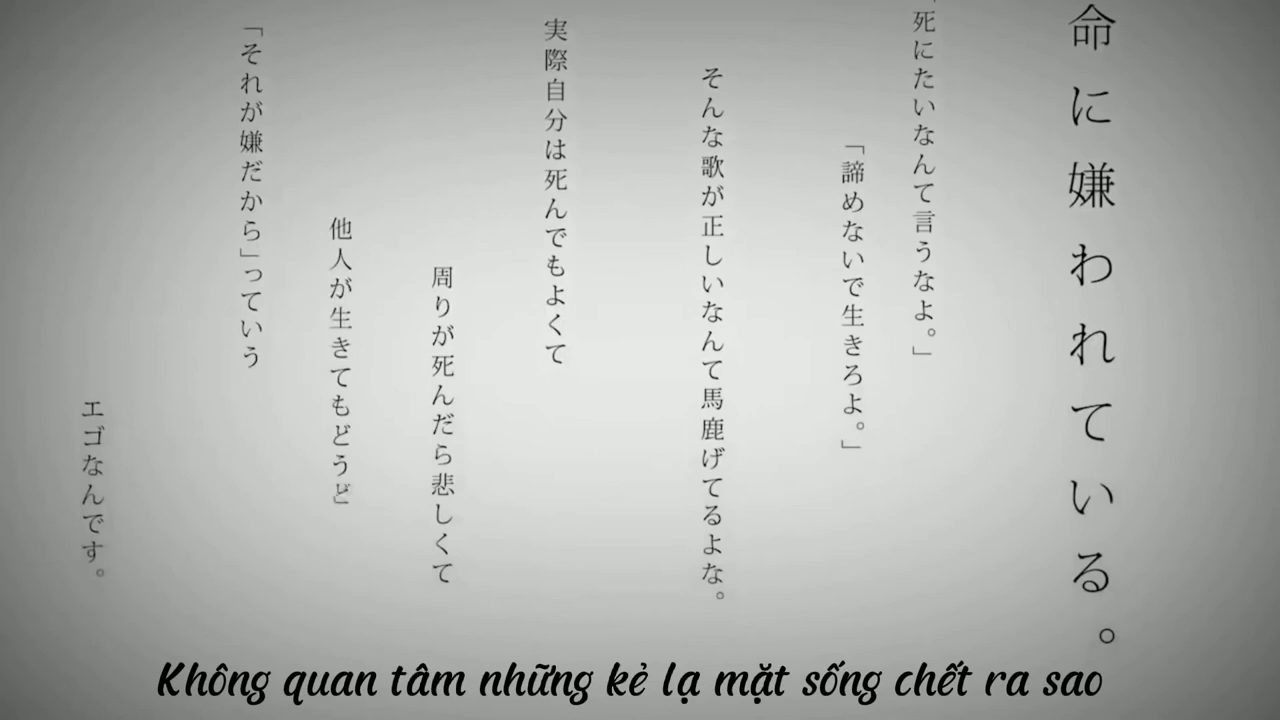 命に嫌われている。
「死にたいなんて言うなよ。」
「諦めないで生きろよ。」
そんな歌が正しいなんて馬鹿げてるよな。
実際自分は死んでもよくて
周りが死んだら悲しくて
他人が生きてもどうど
「それが嫌だから」っていう
エゴなんです。
Không quan tâm những kẻ lạ mặt sống chết ra sao